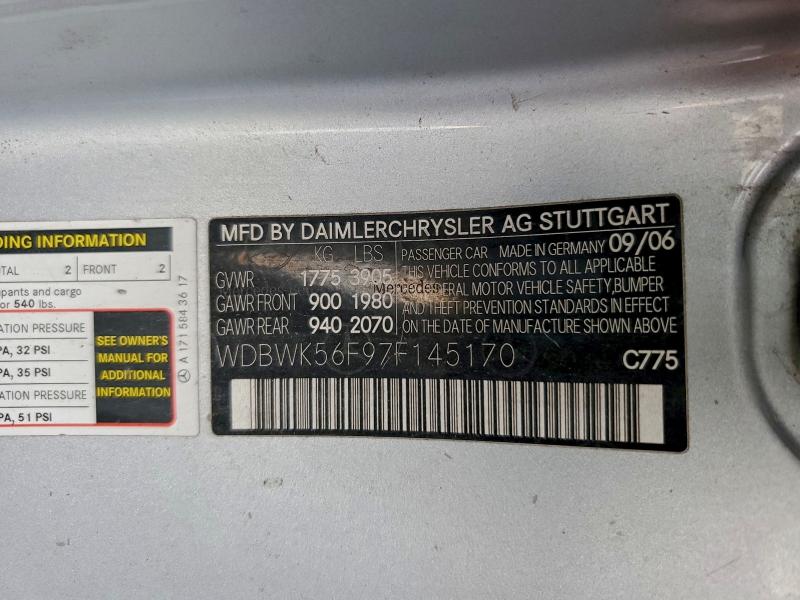 DING INFORMATION
OTAL 2 FRONT 2
upants and cargo
or 540 lbs.
ATION PRESSURE
PA, 32 PSI
PA, 35 PSI
ATION PRESSURE
PA, 51 PSI
SEE OWNER'S
MANUAL FOR
ADDITIONAL
INFORMATION
A 171 584 36 17
MFD BY DAIMLERCHRYSLER AG STUTTGART
KG LBS
GVWR 1775 3905
GAWR FRONT 900 1980
GAWR REAR 940 2070
PASSENGER CAR MADE IN GERMANY 09/06
THIS VEHICLE CONFORMS TO ALL APPLICABLE
Mercedes
ERAL MOTOR VEHICLE SAFETY, BUMPER
AND THEFT PREVENTION STANDARDS IN EFFECT
ON THE DATE OF MANUFACTURE SHOWN ABOVE
WDBWK56F97F145170 C775